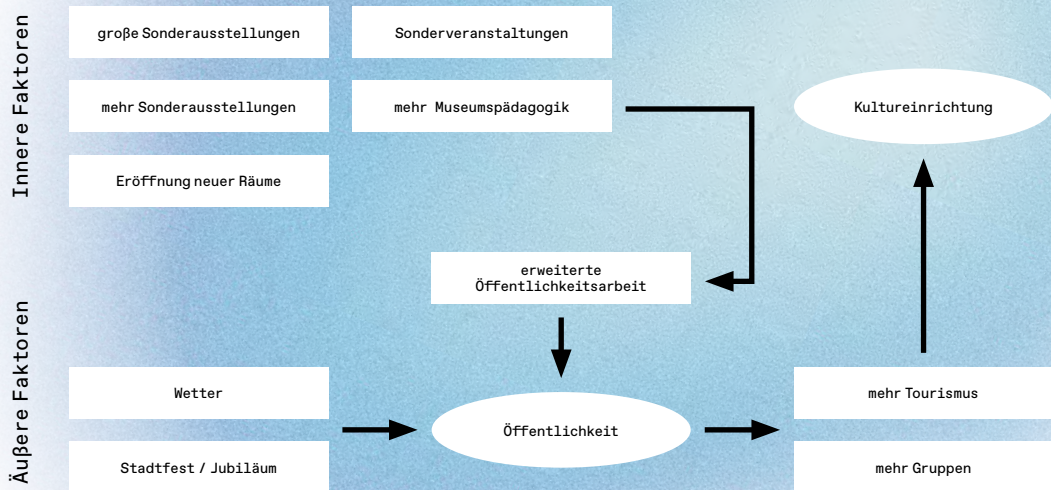 Innere Faktoren
große Sonderausstellungen
Sonderveranstaltungen
mehr Sonderausstellungen
mehr Museumspädagogik
Kultureinrichtung
Eröffnung neuer Räume
erweiterte
Öffentlichkeitsarbeit
Äußere Faktoren
Wetter
mehr Tourismus
Öffentlichkeit
Stadtfest / Jubiläum
mehr Gruppen